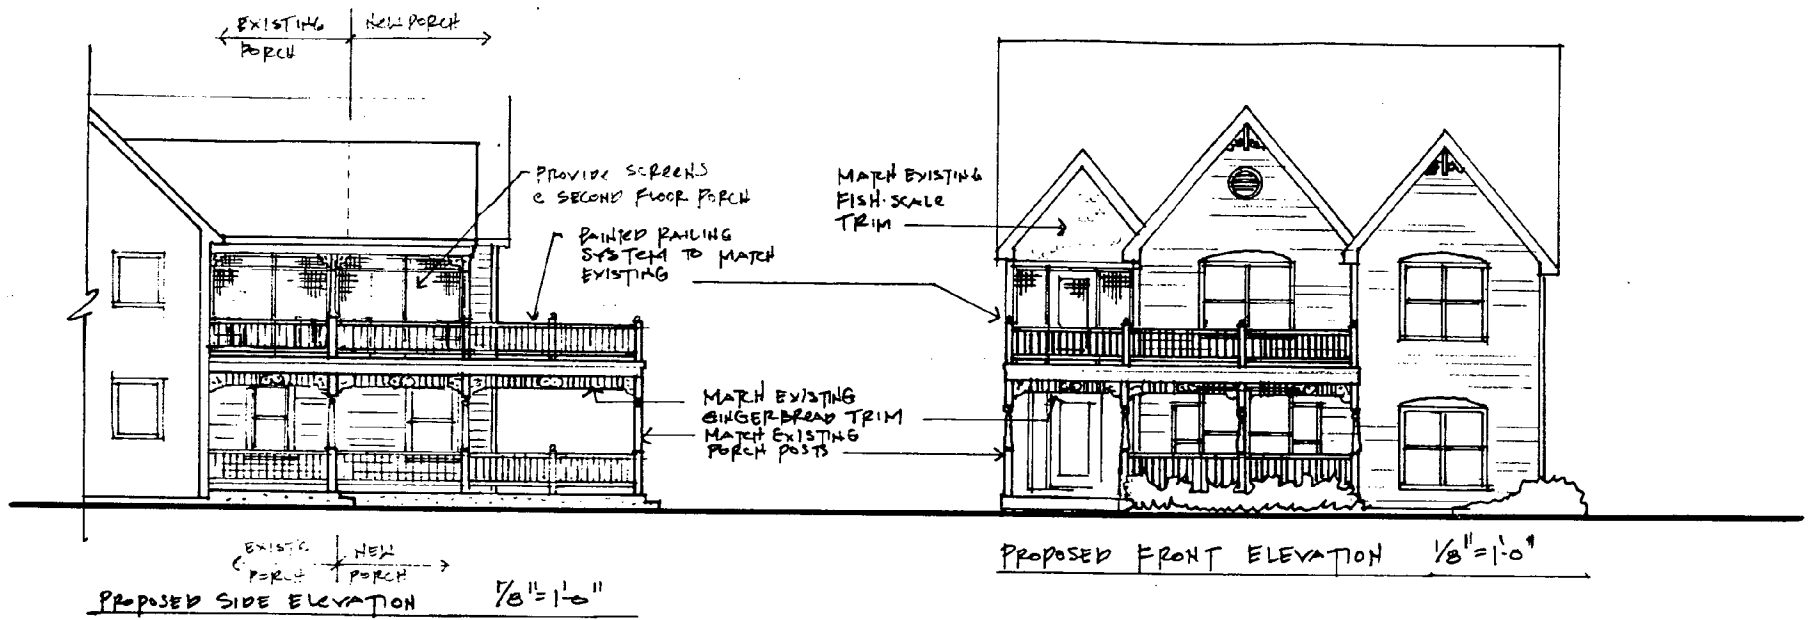 EXISTING PORCH
NEW PORCH
PROVIDE SCREENS
@ SECOND FLOOR PORCH
PAINTED RAILING
SYSTEM TO MATCH
EXISTING
MATCH EXISTING
FISH-SCALE
TRIM
MATCH EXISTING
GINGERBREAD TRIM
MATCH EXISTING
PORCH POSTS
EXIST'G PORCH
NEW PORCH
PROPOSED SIDE ELEVATION 1/8"=1'-0"
PROPOSED FRONT ELEVATION 1/8"=1'-0"